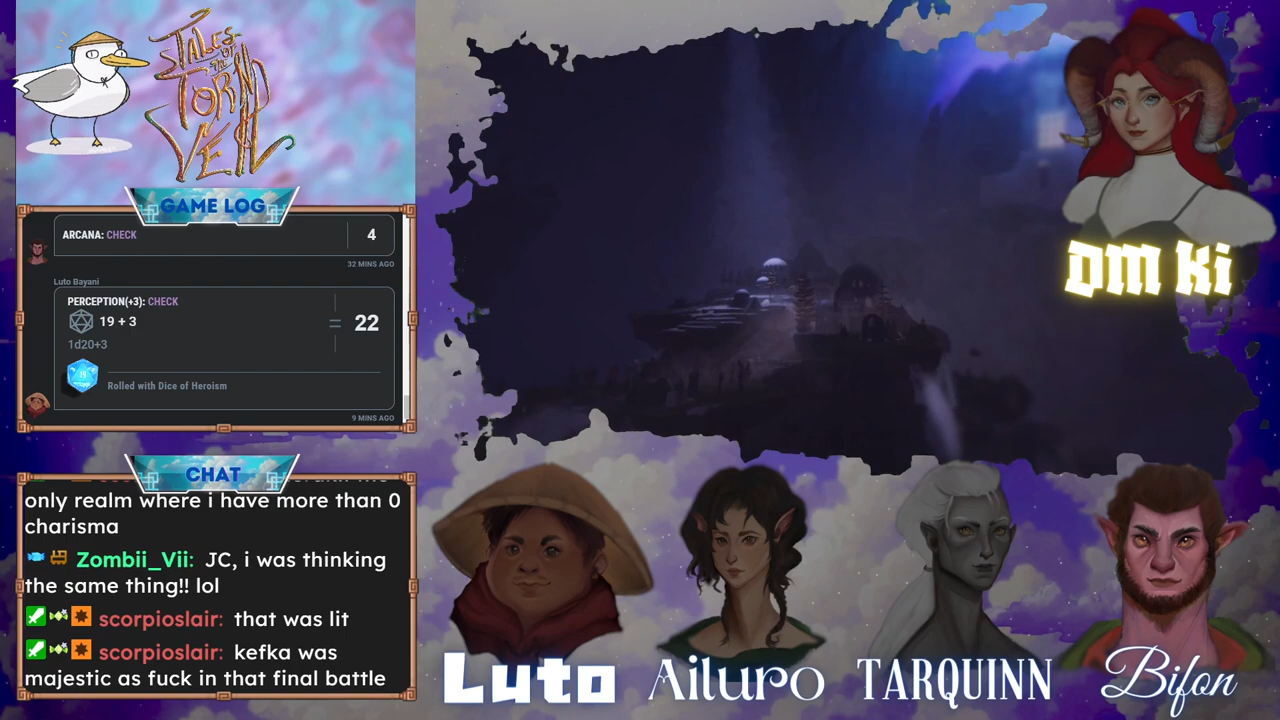 TALES
OF THE
TORN
VEIL
GAME LOG
ARCANA: CHECK
4
32 MINS AGO
Luto Bayani
PERCEPTION(+3): CHECK
19 + 3
= 22
1d20+3
19
Rolled with Dice of Heroism
9 MINS AGO
CHAT
only realm where i have more than 0
charisma
Zombii_Vii: JC, i was thinking
the same thing!! lol
scorpioslair: that was lit
scorpioslair: kefka was
majestic as fuck in that final battle
DM Ki
Luto
Ailuro
TARQUINN
Bifon